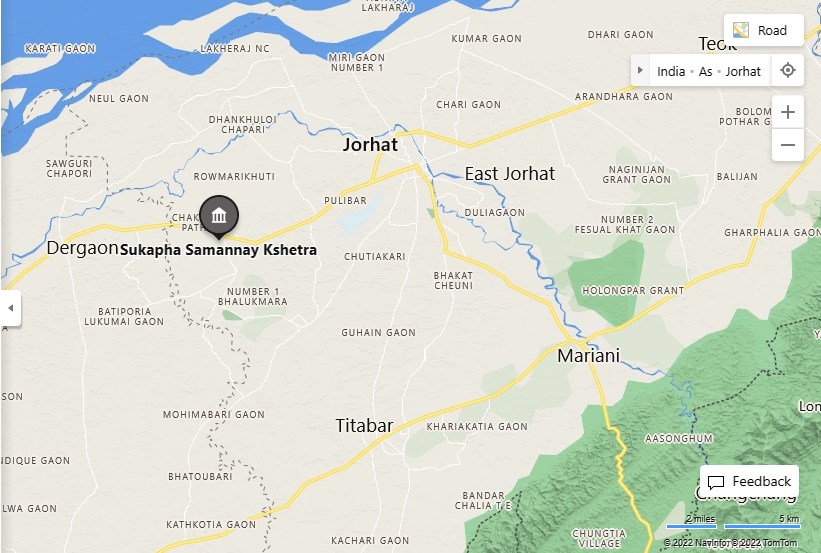 LAKHARAJ
KARATI GAON
LAKHERAJ NC
KUMAR GAON
DHARI GAON
Teok
Road
MIRI GAON
NUMBER 1
India • As • Jorhat
NEUL GAON
CHARI GAON
ARANDHARA GAON
DHANKHULOI
CHAPARI
BOLOM
POTHAR GA
+
−
Jorhat
SAWGURI
CHAPORI
ROWMARIKHUTI
East Jorhat
NAGINIJAN
GRANT GAON
BALIJAN
PULIBAR
DULIAGAON
CHAK
PATH
NUMBER 2
FESUAL KHAT GAON
GHARPHALIA GAON
Dergaon
Sukapha Samannay Kshetra
CHUTIAKARI
BHAKAT
CHEUNI
HOLONGPAR GRANT
NUMBER 1
BHALUKMARA
BATIPORIA
LUKUMAI GAON
GUHAIN GAON
Mariani
SON
Lon
MOHIMABARI GAON
Titabar
KHARIAKATIA GAON
AASONGHUM
NDIQUE GAON
BHATOUBARI
Feedback
Changchang
BANDAR
CHALIA T E
LWA GAON
KATHKOTIA GAON
2 miles
5 km
KACHARI GAON
CHUNGTIA
VILLAGE
© 2022 NavInfo, © 2022 TomTom